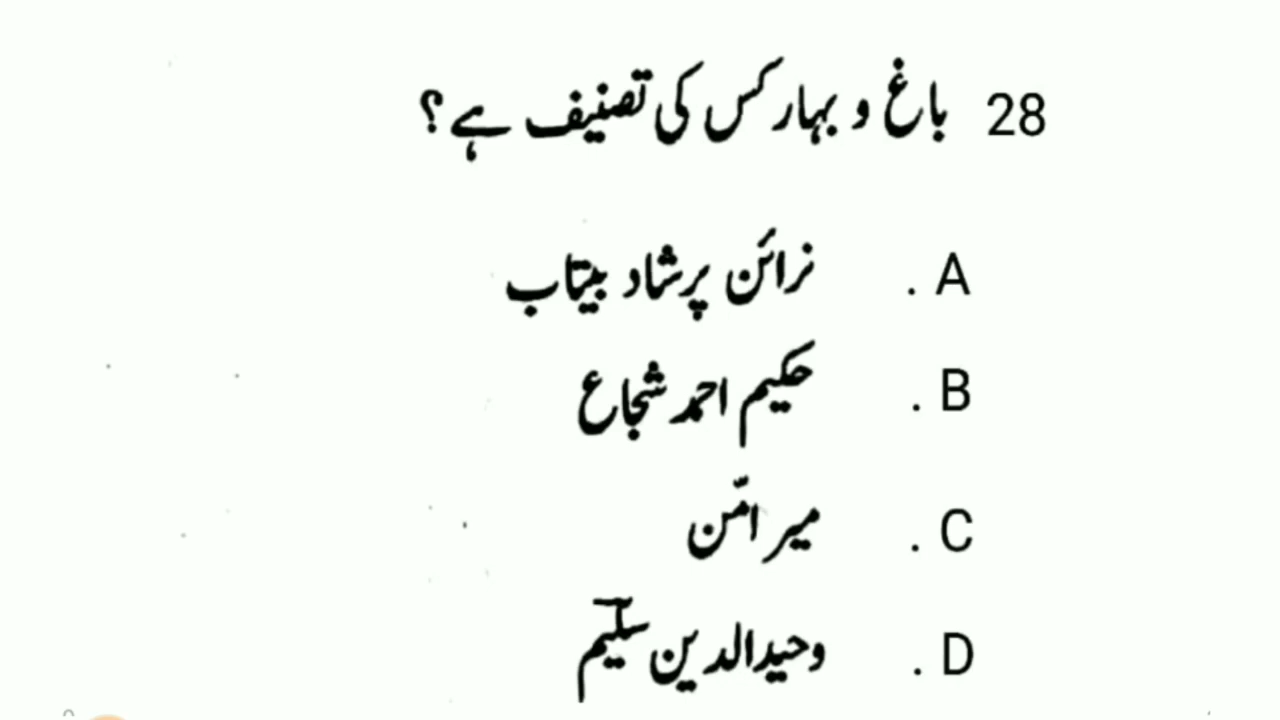 28 باغ و بہار کس کی تصنیف ہے؟
A . نرائن پرشاد بیتاب
B . حکیم احمد شجاع
C . میر امّن
D . وحیدالدین سلیم